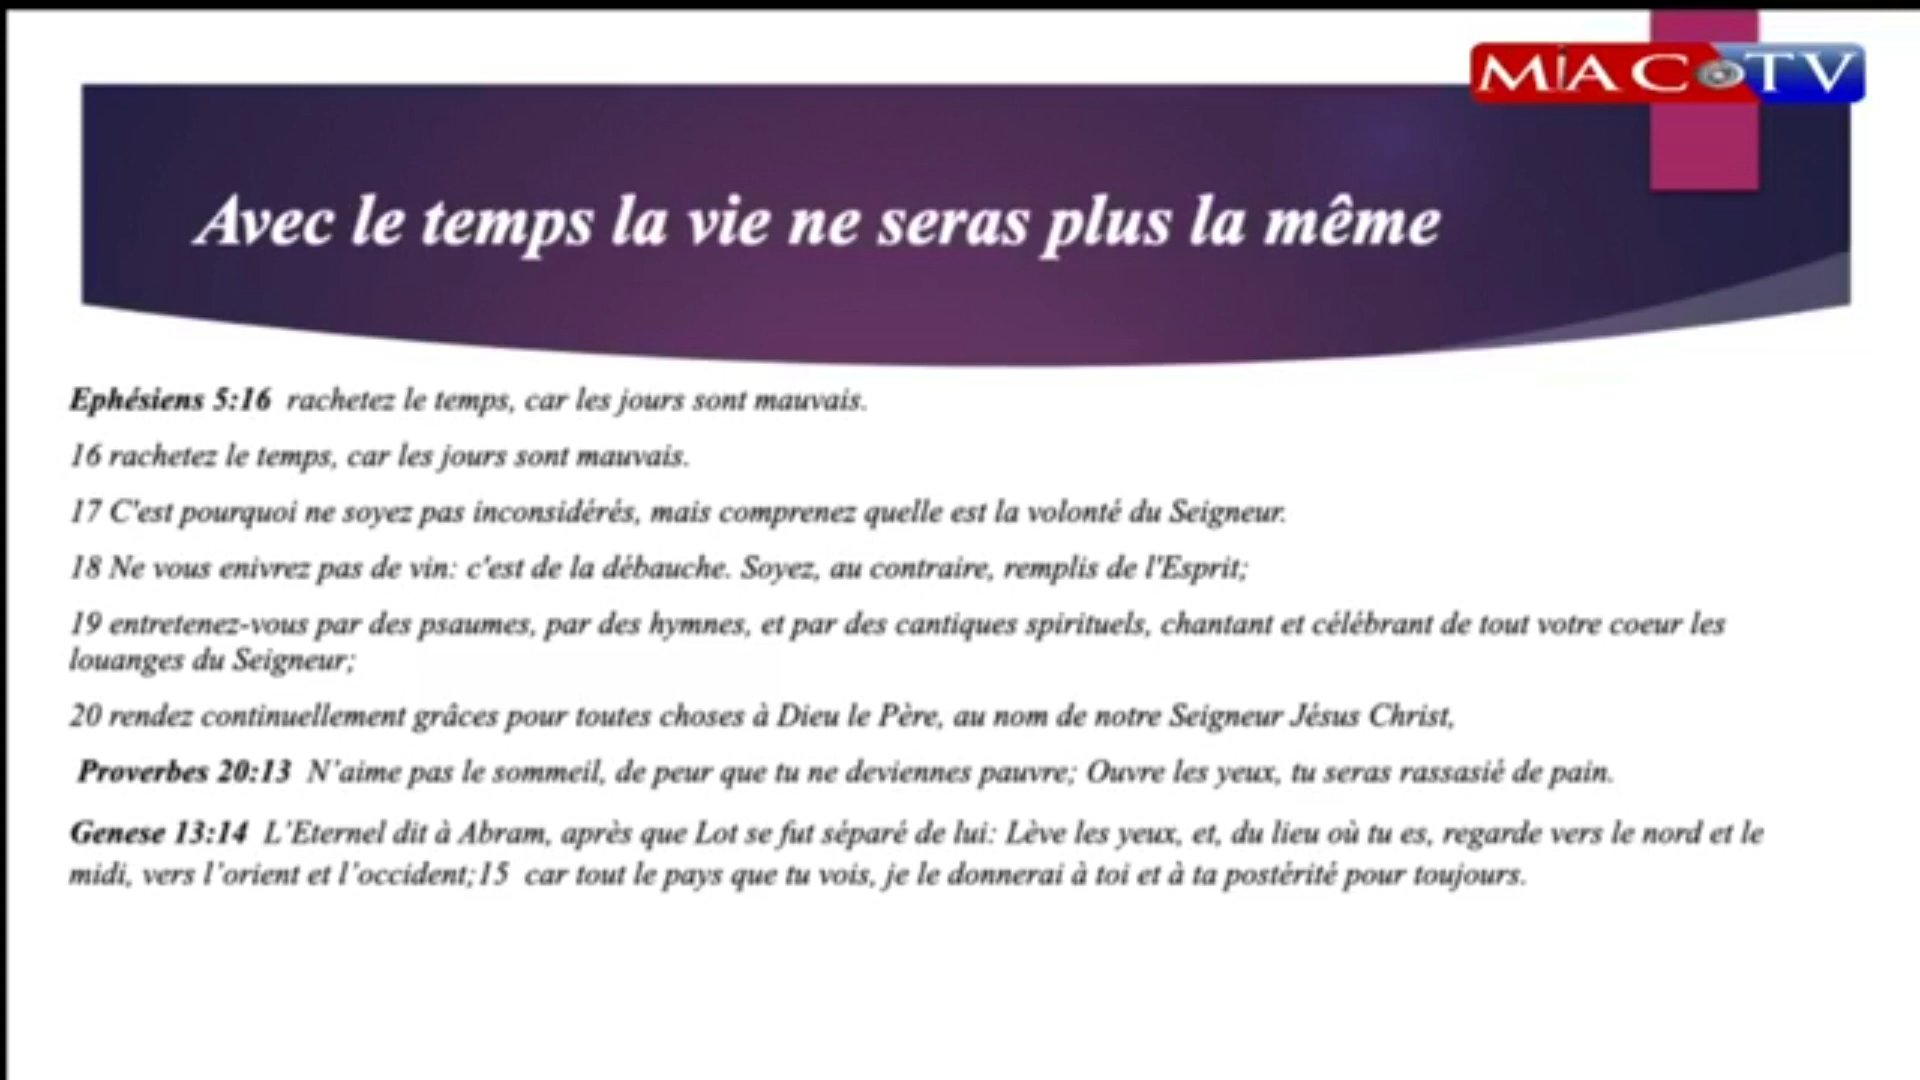 MiAC TV
Avec le temps la vie ne seras plus la même
Ephésiens 5:16 rachetez le temps, car les jours sont mauvais.
16 rachetez le temps, car les jours sont mauvais.
17 C'est pourquoi ne soyez pas inconsidérés, mais comprenez quelle est la volonté du Seigneur.
18 Ne vous enivrez pas de vin: c'est de la débauche. Soyez, au contraire, remplis de l'Esprit;
19 entretenez-vous par des psaumes, par des hymnes, et par des cantiques spirituels, chantant et célébrant de tout votre coeur les
louanges du Seigneur;
20 rendez continuellement grâces pour toutes choses à Dieu le Père, au nom de notre Seigneur Jésus Christ,
Proverbes 20:13 N’aime pas le sommeil, de peur que tu ne deviennes pauvre; Ouvre les yeux, tu seras rassasié de pain.
Genese 13:14 L’Eternel dit à Abram, après que Lot se fut séparé de lui: Lève les yeux, et, du lieu où tu es, regarde vers le nord et le
midi, vers l’orient et l’occident;15 car tout le pays que tu vois, je le donnerai à toi et à ta postérité pour toujours.